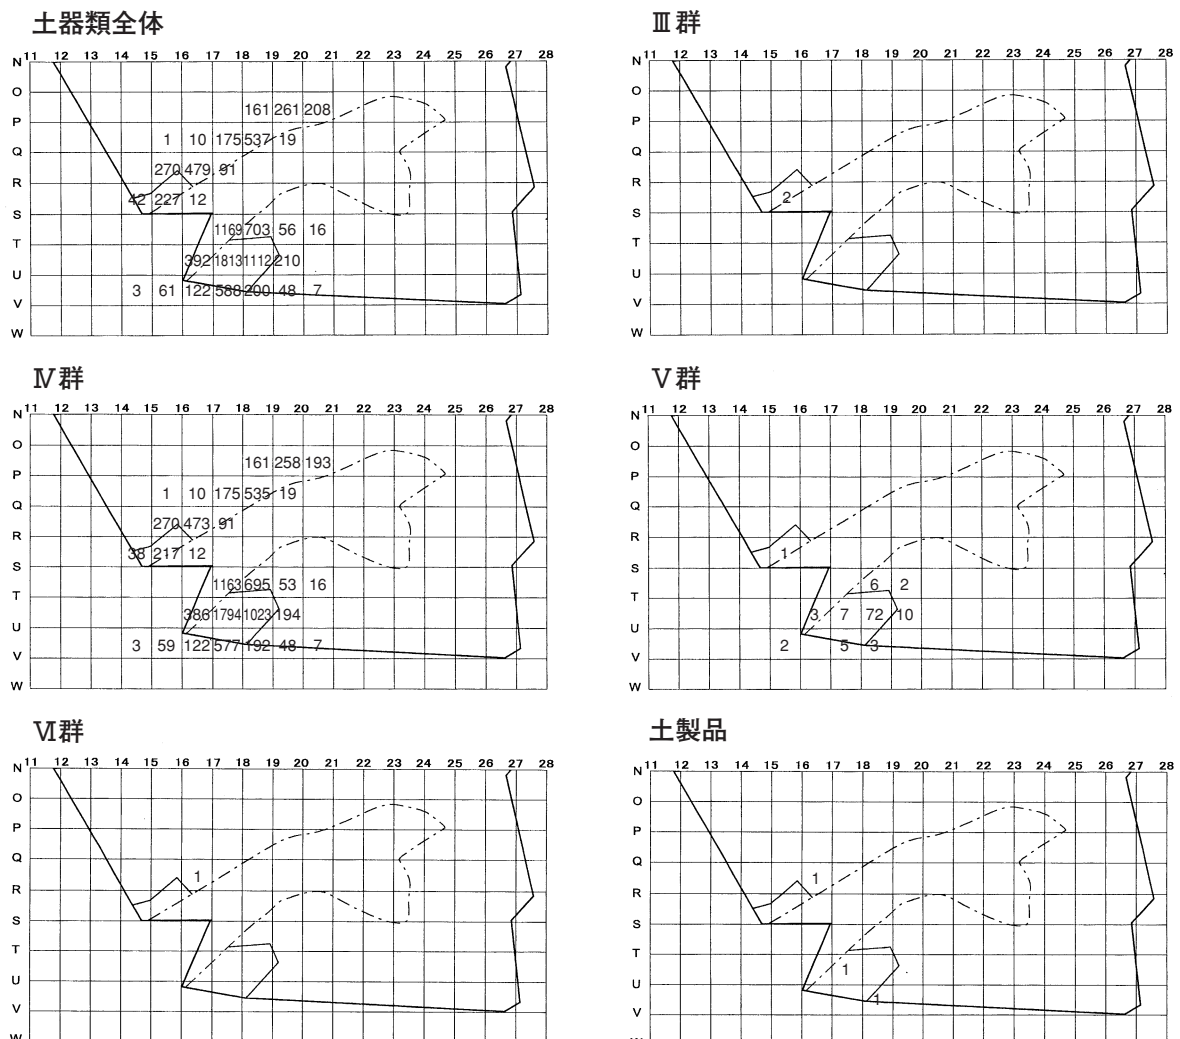 土器類全体
11 12 13 14 15 16 17 18 19 20 21 22 23 24 25 26 27 28
N
O
161 261 208
P
1 10 175 537 19
Q
270 479 91
R
42 227 12
S
1169 703 56 16
T
392 1813 1112 210
U
3 61 122 588 200 48 7
V
W
Ⅲ群
11 12 13 14 15 16 17 18 19 20 21 22 23 24 25 26 27 28
N
O
P
Q
R
2
S
T
U
V
W
Ⅳ群
11 12 13 14 15 16 17 18 19 20 21 22 23 24 25 26 27 28
N
O
161 258 193
P
1 10 175 535 19
Q
270 473 91
R
38 217 12
S
1163 695 53 16
T
386 1794 1023 194
U
3 59 122 577 192 48 7
V
W
Ⅴ群
11 12 13 14 15 16 17 18 19 20 21 22 23 24 25 26 27 28
N
O
P
Q
R
1
S
6 2
T
3 7 72 10
U
2 5 3
V
W
Ⅵ群
11 12 13 14 15 16 17 18 19 20 21 22 23 24 25 26 27 28
N
O
P
Q
1
R
S
T
U
V
W
土製品
11 12 13 14 15 16 17 18 19 20 21 22 23 24 25 26 27 28
N
O
P
Q
1
R
S
T
1
U
1
V